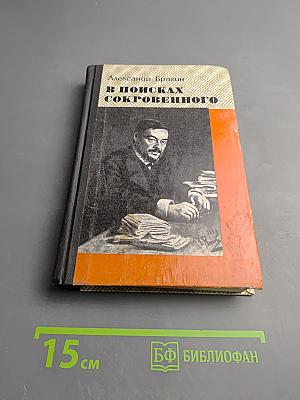 Александр Брагин
В ПОИСКАХ
СОКРОВЕННОГО
15 см
БФ БИБЛИОФАН